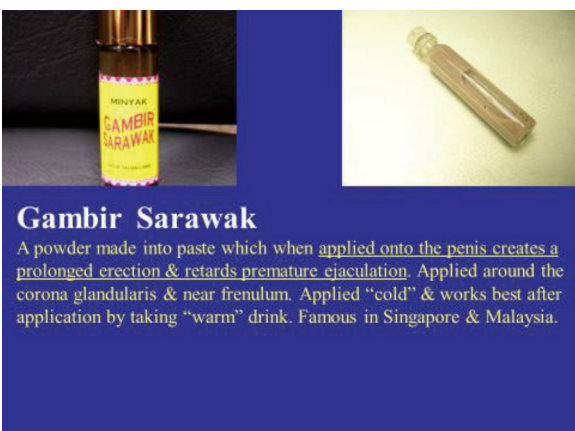 MINYAK
GAMBIR
SARAWAK
Gambir Sarawak
A powder made into paste which when applied onto the penis creates a
prolonged erection & retards premature ejaculation. Applied around the
corona glandularis & near frenulum. Applied “cold” & works best after
application by taking “warm” drink. Famous in Singapore & Malaysia.